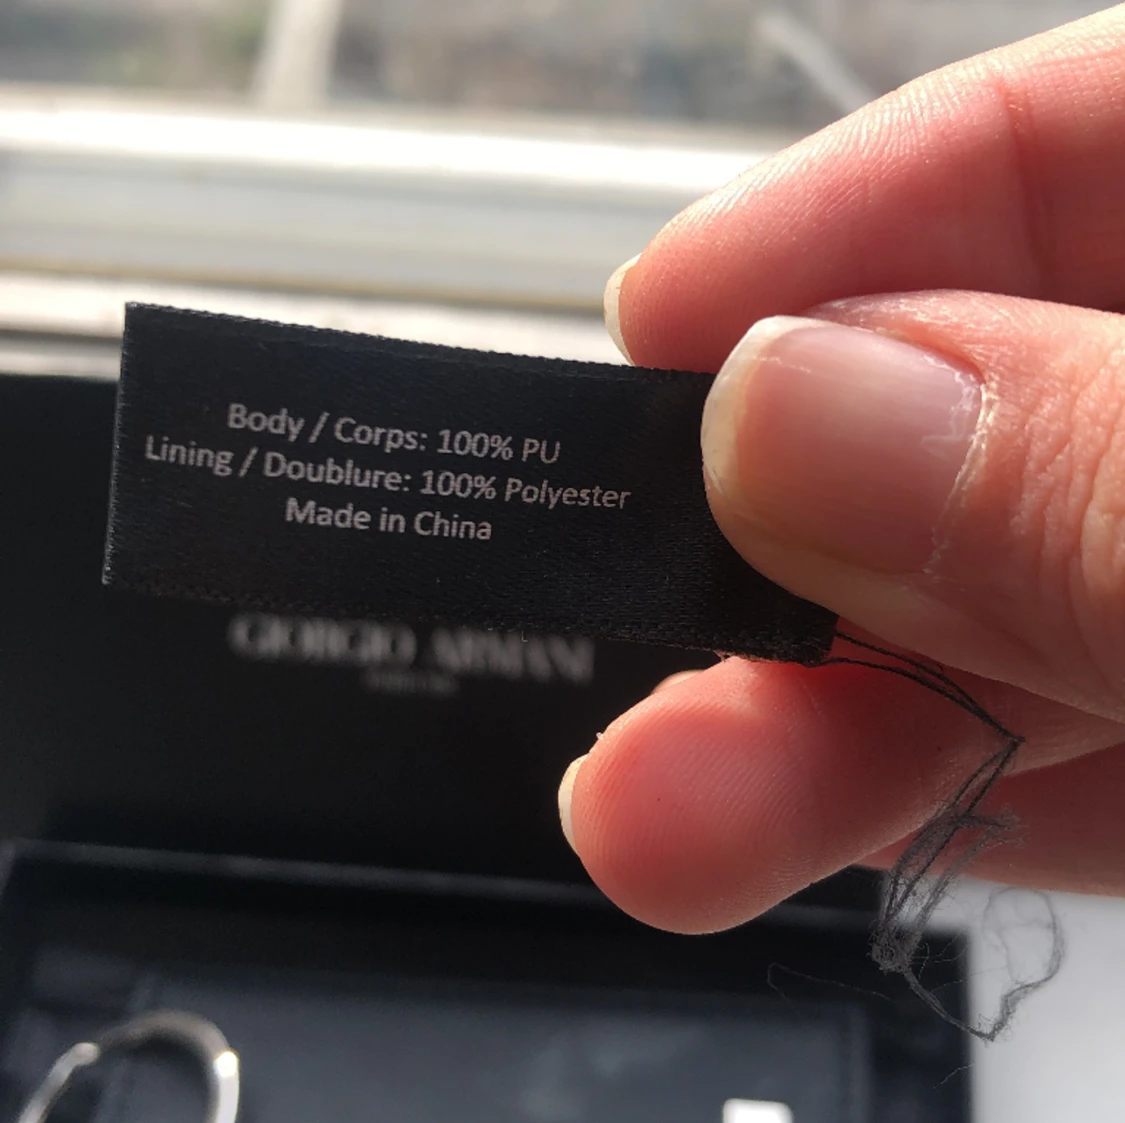 Body / Corps: 100% PU
Lining / Doublure: 100% Polyester
Made in China
GIORGIO ARMANI